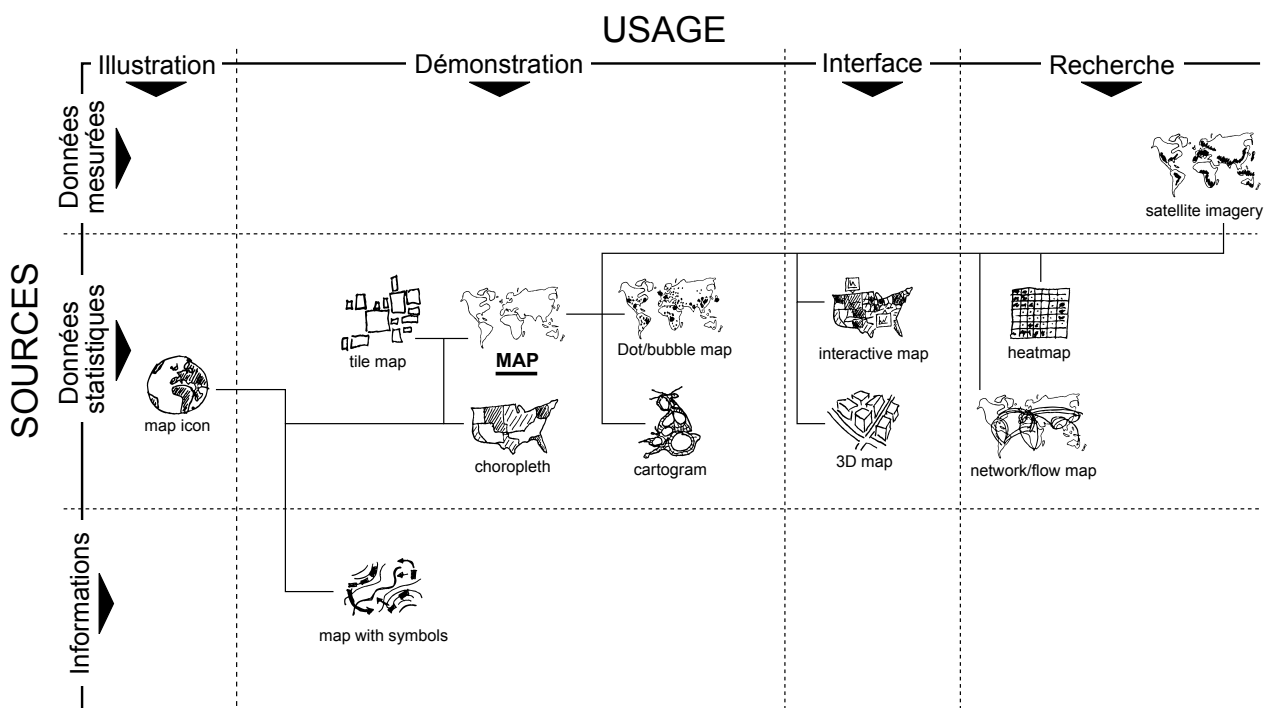 USAGE
Illustration
Démonstration
Interface
Recherche
SOURCES
Données
mesurées
satellite imagery
Données
statistiques
tile map
MAP
Dot/bubble map
interactive map
heatmap
map icon
choropleth
cartogram
3D map
network/flow map
Informations
map with symbols